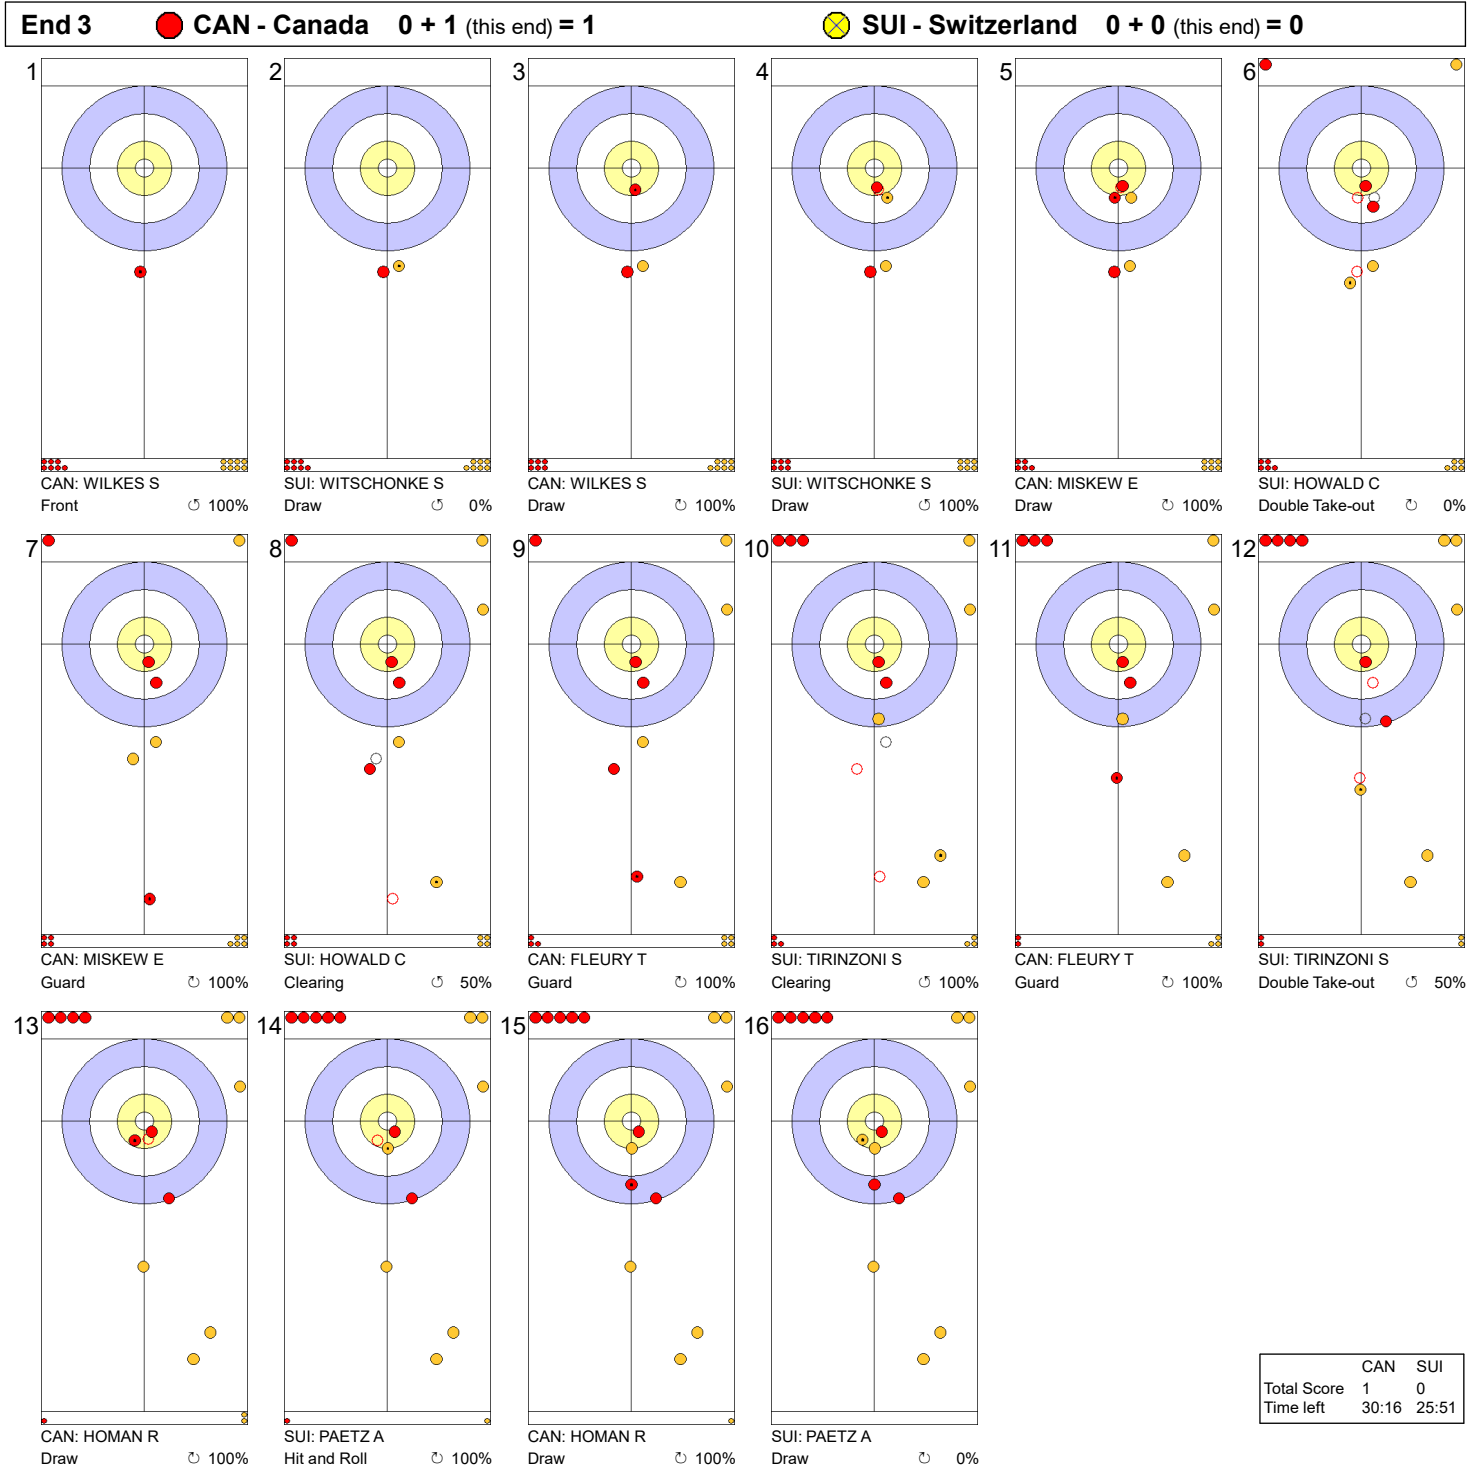 End 3 CAN - Canada 0 + 1 (this end) = 1 SUI - Switzerland 0 + 0 (this end) = 0
1 2 3 4 5 6
CAN: WILKES S SUI: WITSCHONKE S CAN: WILKES S SUI: WITSCHONKE S CAN: MISKEW E SUI: HOWALD C
Front ↺ 100% Draw ↺ 0% Draw ↻ 100% Draw ↻ 100% Draw ↻ 100% Double Take-out ↻ 0%
7 8 9 10 11 12
CAN: MISKEW E SUI: HOWALD C CAN: FLEURY T SUI: TIRINZONI S CAN: FLEURY T SUI: TIRINZONI S
Guard ↻ 100% Clearing ↺ 50% Guard ↻ 100% Clearing ↺ 100% Guard ↻ 100% Double Take-out ↺ 50%
13 14 15 16
CAN: HOMAN R SUI: PAETZ A CAN: HOMAN R SUI: PAETZ A
Draw ↻ 100% Hit and Roll ↻ 100% Draw ↻ 100% Draw ↻ 0%
CAN SUI
Total Score 1 0
Time left 30:16 25:51